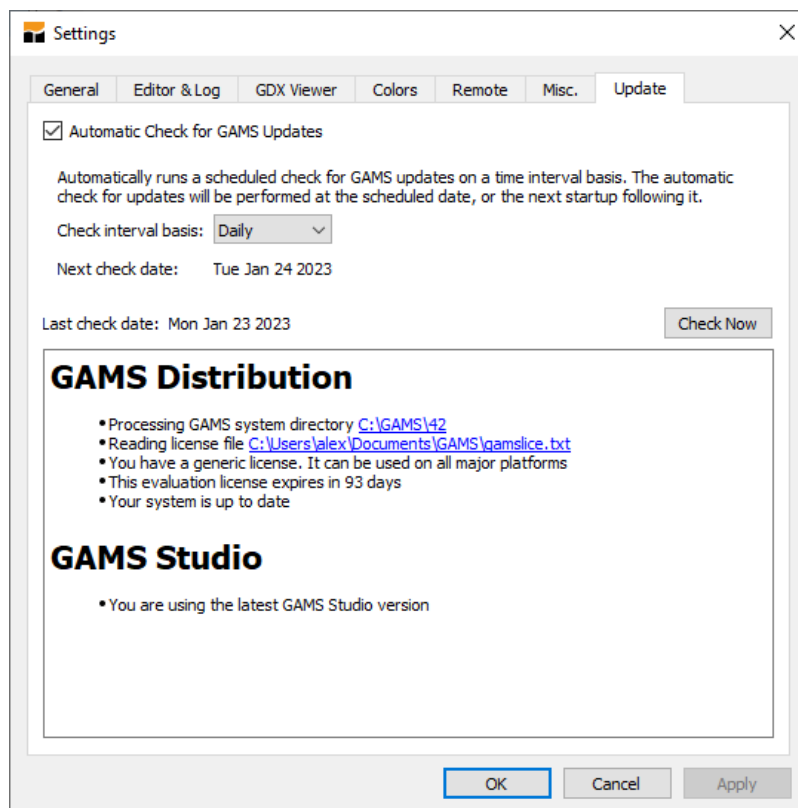 Settings
General Editor & Log GDX Viewer Colors Remote Misc. Update
Automatic Check for GAMS Updates
Automatically runs a scheduled check for GAMS updates on a time interval basis. The automatic
check for updates will be performed at the scheduled date, or the next startup following it.
Check interval basis: Daily
Next check date: Tue Jan 24 2023
Last check date: Mon Jan 23 2023 Check Now
GAMS Distribution
• Processing GAMS system directory C:\GAMS\42
• Reading license file C:\Users\alex\Documents\GAMS\gamslice.txt
• You have a generic license. It can be used on all major platforms
• This evaluation license expires in 93 days
• Your system is up to date
GAMS Studio
• You are using the latest GAMS Studio version
OK Cancel Apply